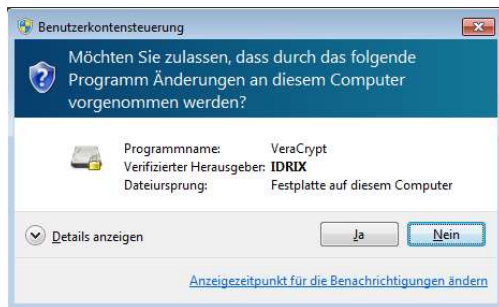 Benutzerkontensteuerung
Möchten Sie zulassen, dass durch das folgende
Programm Änderungen an diesem Computer
vorgenommen werden?
Programmname: VeraCrypt
Verifizierter Herausgeber: IDRIX
Dateiursprung: Festplatte auf diesem Computer
Details anzeigen Ja Nein
Anzeigezeitpunkt für die Benachrichtigungen ändern